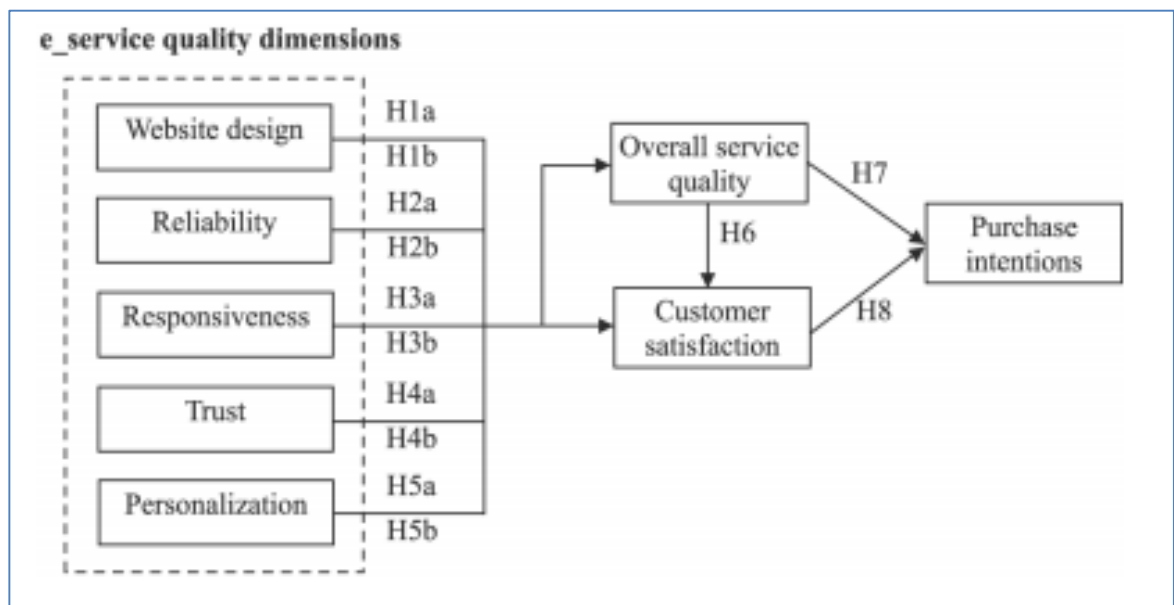 e_service quality dimensions
Website design
H1a
H1b
Reliability
H2a
H2b
Responsiveness
H3a
H3b
Trust
H4a
H4b
Personalization
H5a
H5b
Overall service
quality
H6
Customer
satisfaction
H7
H8
Purchase
intentions